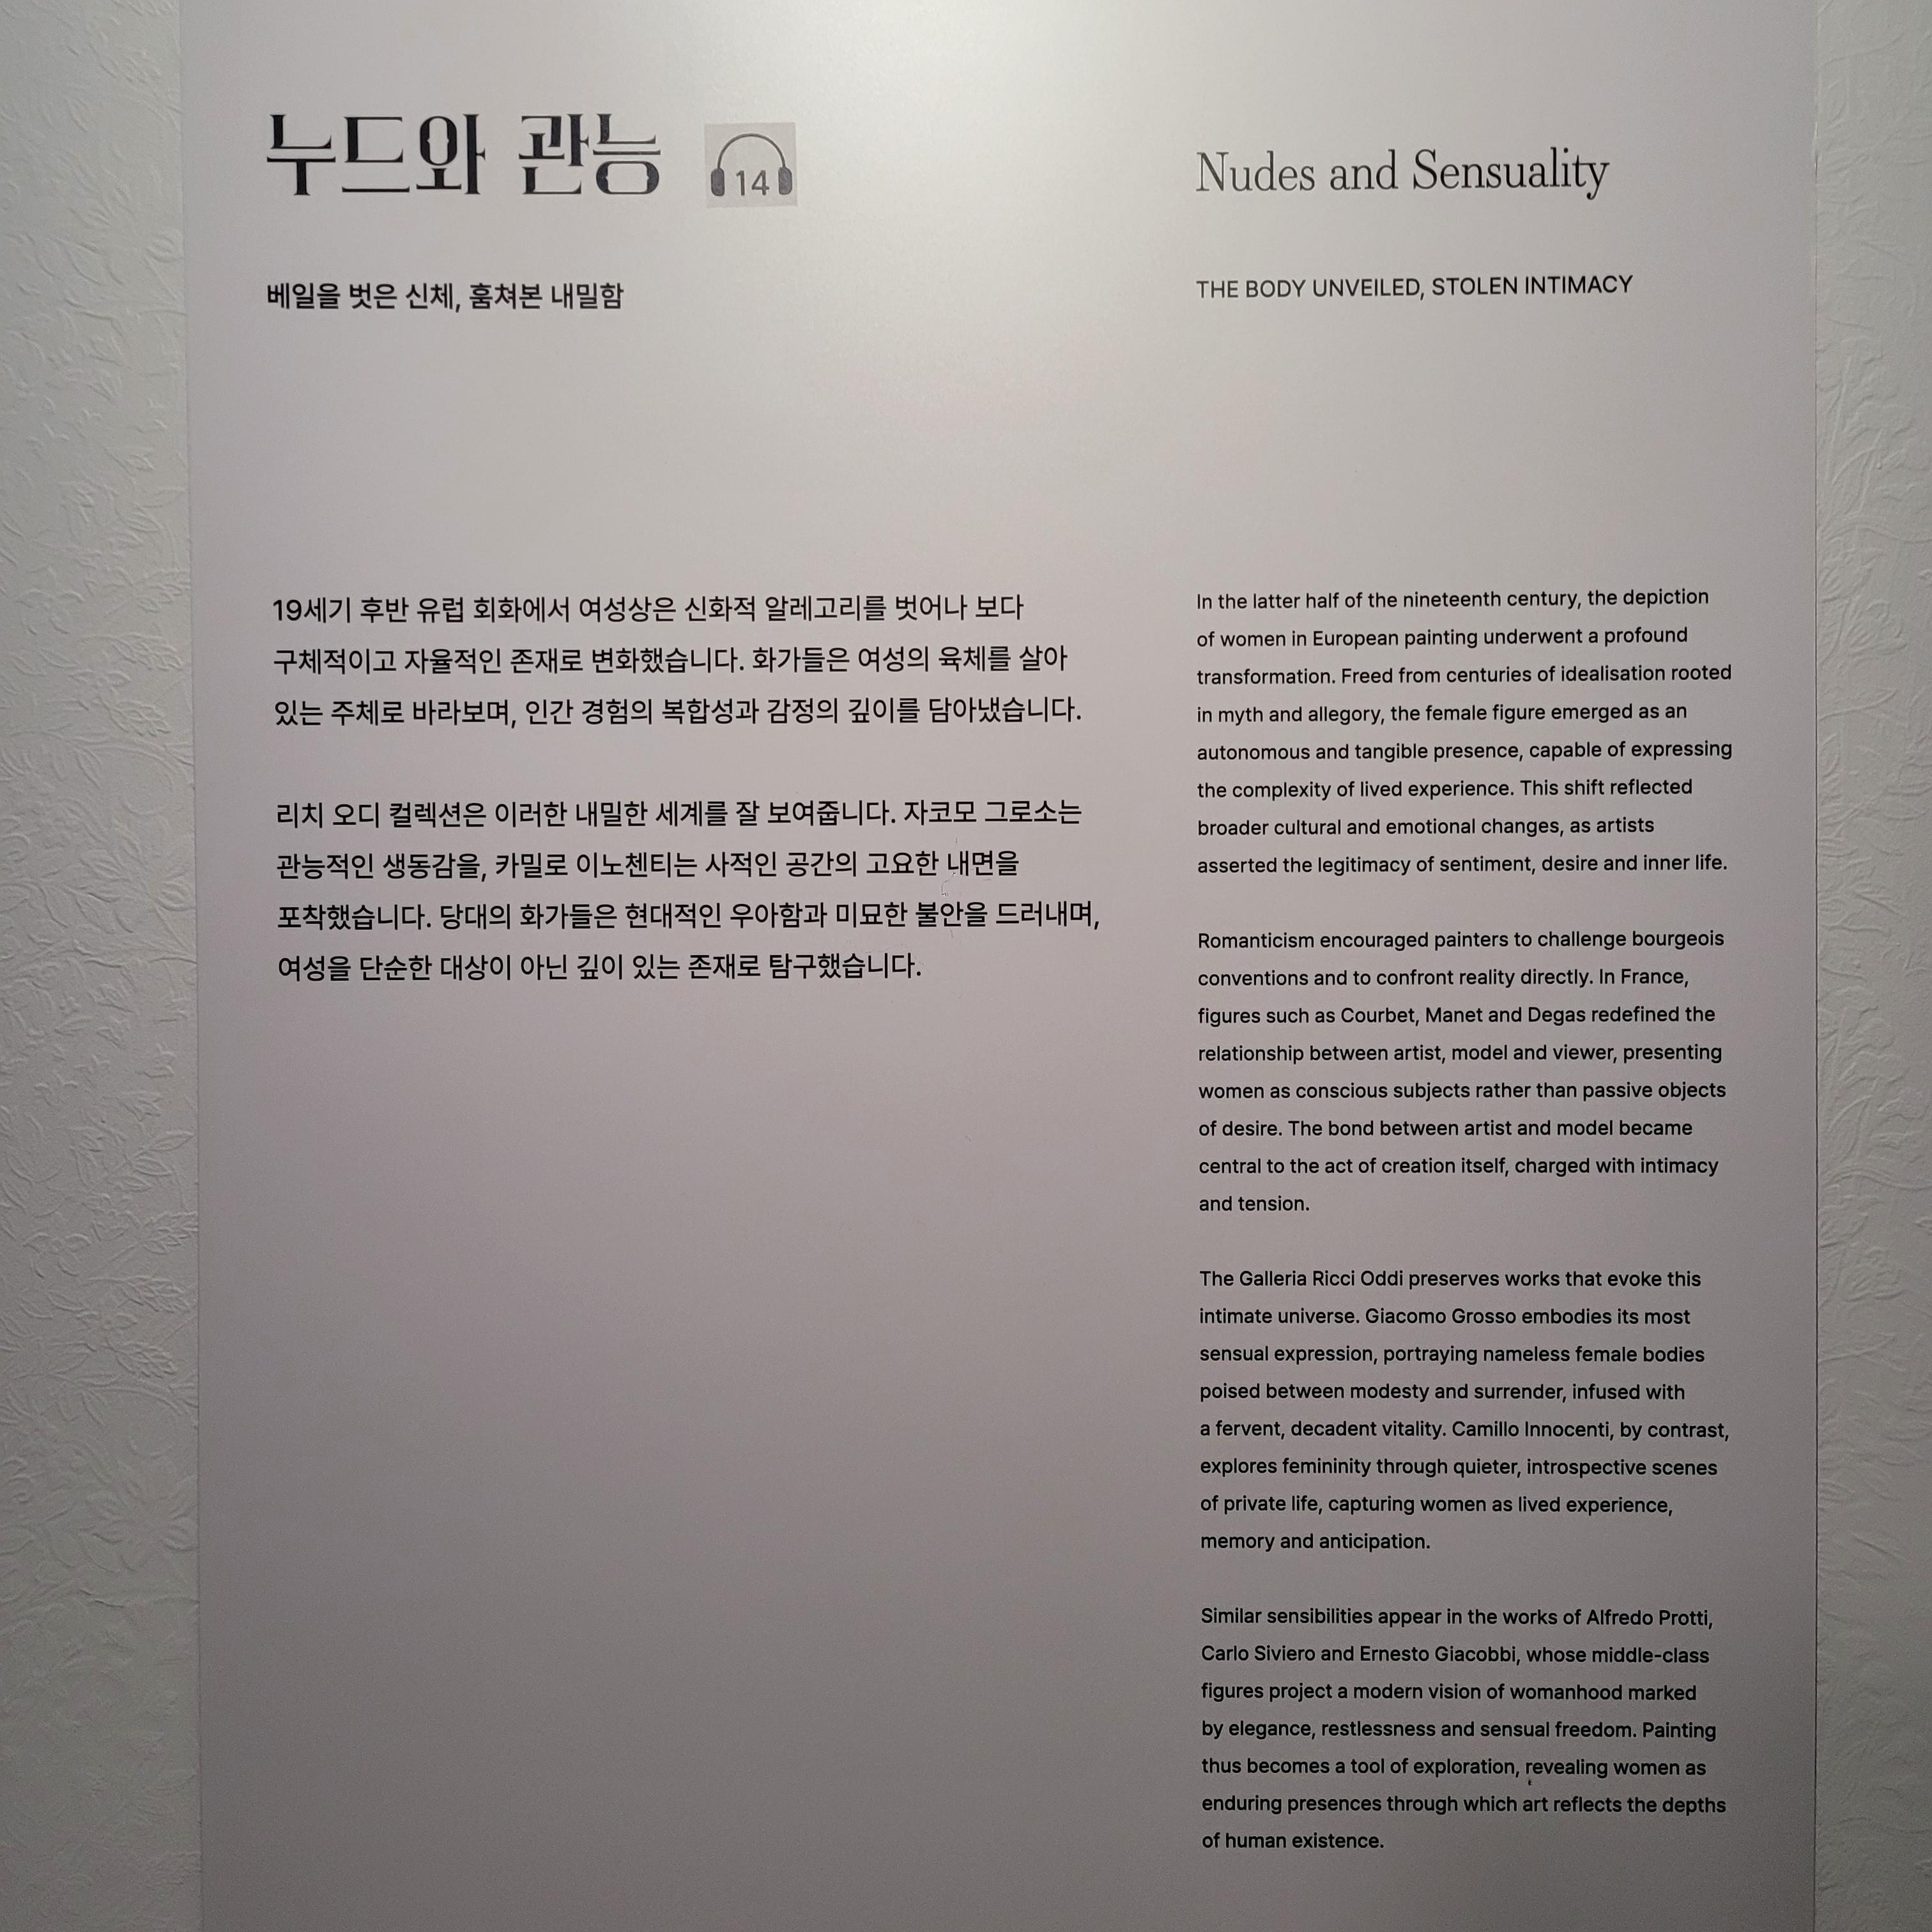 누드와 관능
14
베일을 벗은 신체, 훔쳐본 내밀함
19세기 후반 유럽 회화에서 여성상은 신화적 알레고리를 벗어나 보다
구체적이고 자율적인 존재로 변화했습니다. 화가들은 여성의 육체를 살아
있는 주체로 바라보며, 인간 경험의 복합성과 감정의 깊이를 담아냈습니다.
리치 오디 컬렉션은 이러한 내밀한 세계를 잘 보여줍니다. 자코모 그로소는
관능적인 생동감을, 카밀로 이노첸티는 사적인 공간의 고요한 내면을
포착했습니다. 당대의 화가들은 현대적인 우아함과 미묘한 불안을 드러내며,
여성을 단순한 대상이 아닌 깊이 있는 존재로 탐구했습니다.
Nudes and Sensuality
THE BODY UNVEILED, STOLEN INTIMACY
In the latter half of the nineteenth century, the depiction
of women in European painting underwent a profound
transformation. Freed from centuries of idealisation rooted
in myth and allegory, the female figure emerged as an
autonomous and tangible presence, capable of expressing
the complexity of lived experience. This shift reflected
broader cultural and emotional changes, as artists
asserted the legitimacy of sentiment, desire and inner life.
Romanticism encouraged painters to challenge bourgeois
conventions and to confront reality directly. In France,
figures such as Courbet, Manet and Degas redefined the
relationship between artist, model and viewer, presenting
women as conscious subjects rather than passive objects
of desire. The bond between artist and model became
central to the act of creation itself, charged with intimacy
and tension.
The Galleria Ricci Oddi preserves works that evoke this
intimate universe. Giacomo Grosso embodies its most
sensual expression, portraying nameless female bodies
poised between modesty and surrender, infused with
a fervent, decadent vitality. Camillo Innocenti, by contrast,
explores femininity through quieter, introspective scenes
of private life, capturing women as lived experience,
memory and anticipation.
Similar sensibilities appear in the works of Alfredo Protti,
Carlo Siviero and Ernesto Giacobbi, whose middle-class
figures project a modern vision of womanhood marked
by elegance, restlessness and sensual freedom. Painting
thus becomes a tool of exploration, revealing women as
enduring presences through which art reflects the depths
of human existence.